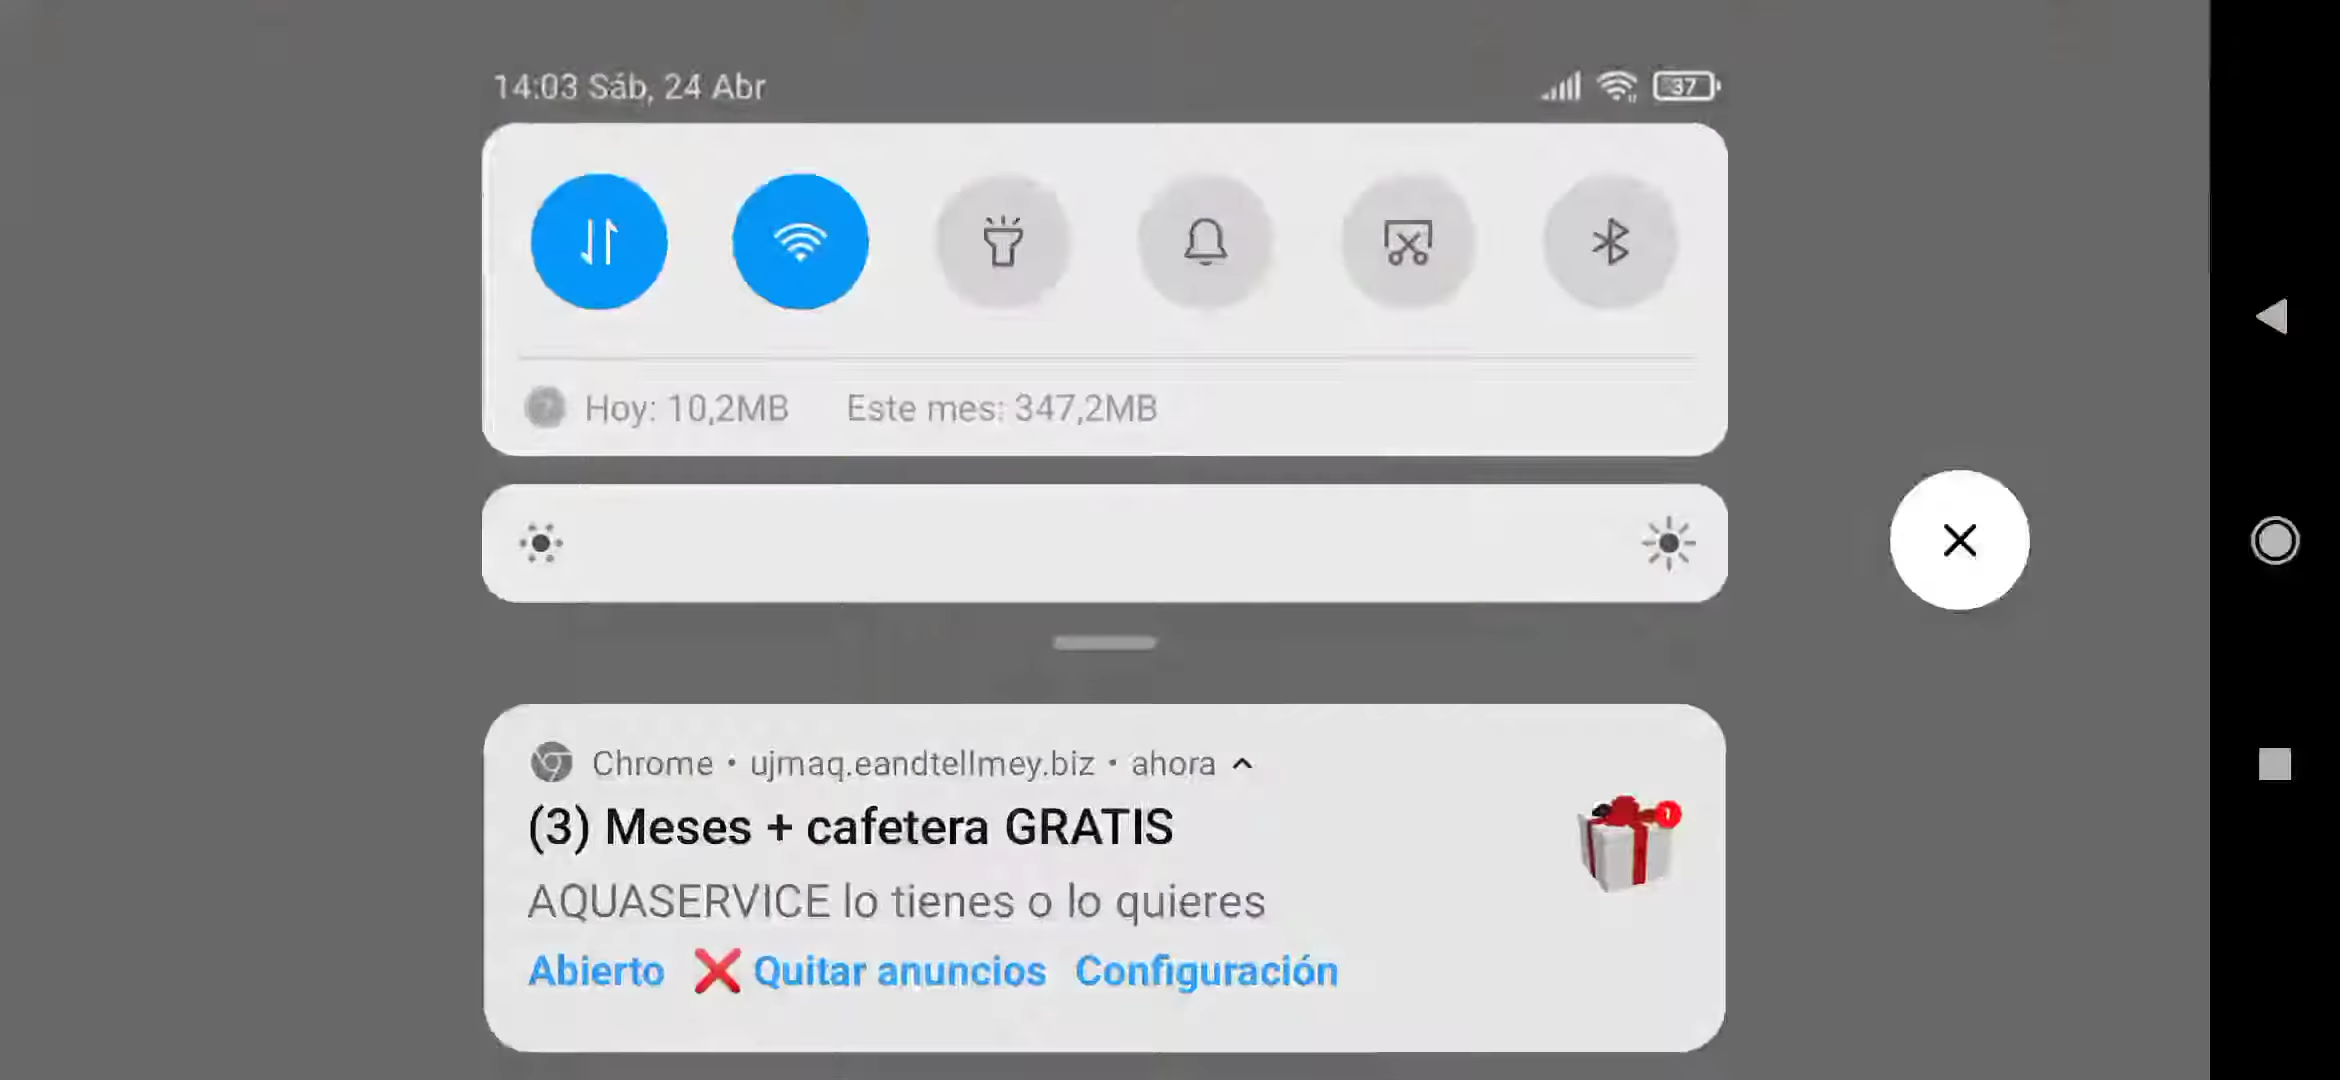 14:03 Sáb, 24 Abr
37
Hoy: 10,2MB Este mes: 347,2MB
Chrome • ujmaq.eandtellmey.biz • ahora
(3) Meses + cafetera GRATIS
1
AQUASERVICE lo tienes o lo quieres
Abierto ❌ Quitar anuncios Configuración